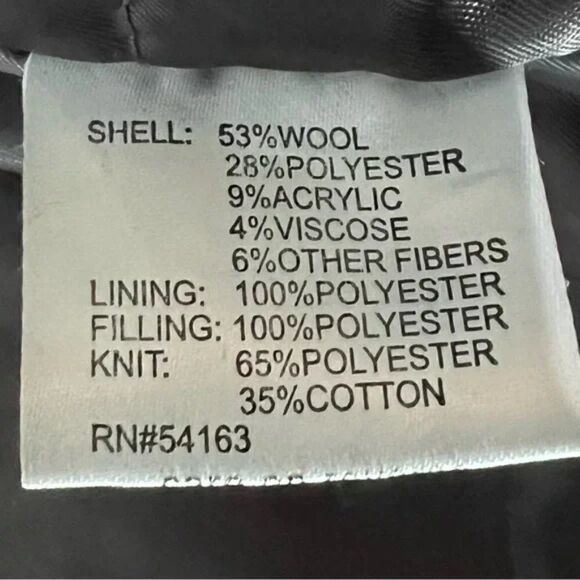 SHELL: 53%WOOL
28%POLYESTER
9%ACRYLIC
4%VISCOSE
6%OTHER FIBERS
LINING: 100%POLYESTER
FILLING: 100%POLYESTER
KNIT: 65%POLYESTER
35%COTTON
RN#54163